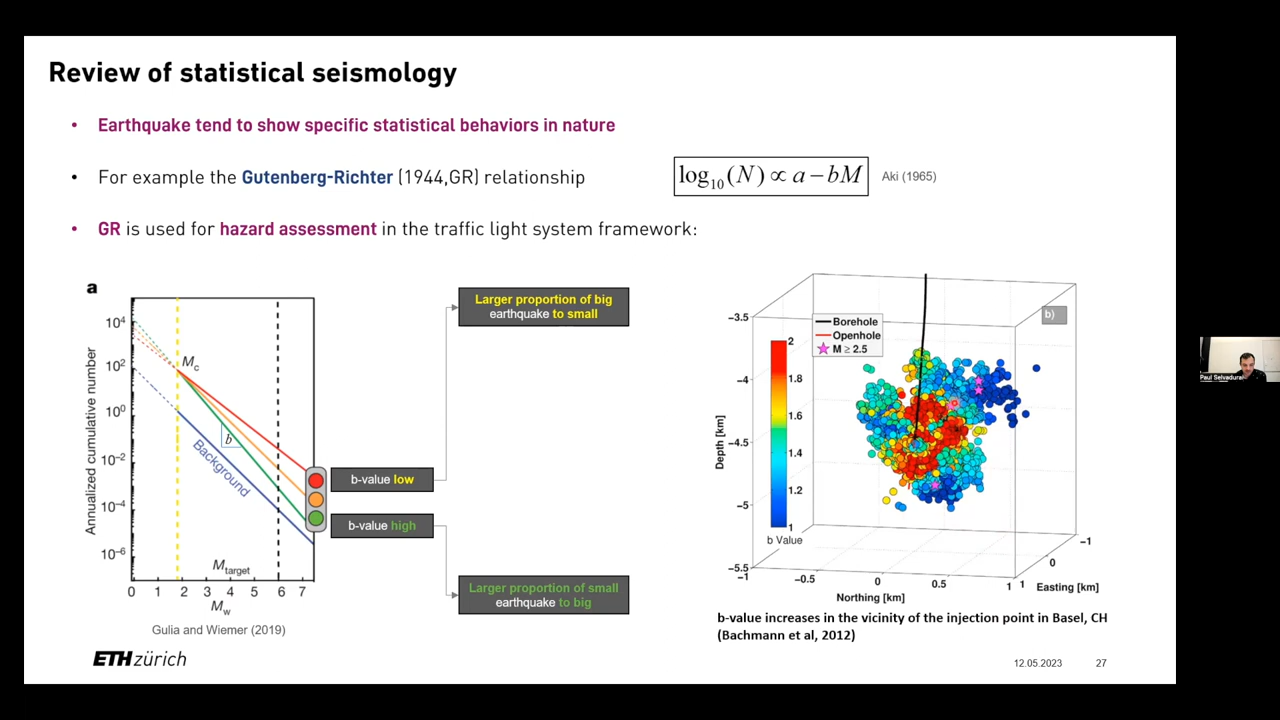 Review of statistical seismology
• Earthquake tend to show specific statistical behaviors in nature
• For example the Gutenberg-Richter (1944,GR) relationship
log10(N) ∝ a – bM
Aki (1965)
• GR is used for hazard assessment in the traffic light system framework:
a
Annualized cumulative number
10^4
10^2
10^0
10^-2
10^-4
10^-6
Mc
b
Background
Mtarget
0 1 2 3 4 5 6 7
Mw
Gulia and Wiemer (2019)
b-value low
b-value high
Larger proportion of big
earthquake to small
Larger proportion of small
earthquake to big
b)
Borehole
Openhole
M ≥ 2.5
2
1.8
1.6
1.4
1.2
1
b Value
Depth [km]
−3.5
−4
−4.5
−5
−5.5
−1
−0.5
0
0.5
1
Northing [km]
1
0
−1
Easting [km]
b-value increases in the vicinity of the injection point in Basel, CH
(Bachmann et al, 2012)
ETH zürich
12.05.2023
27
Paul Selvadurai